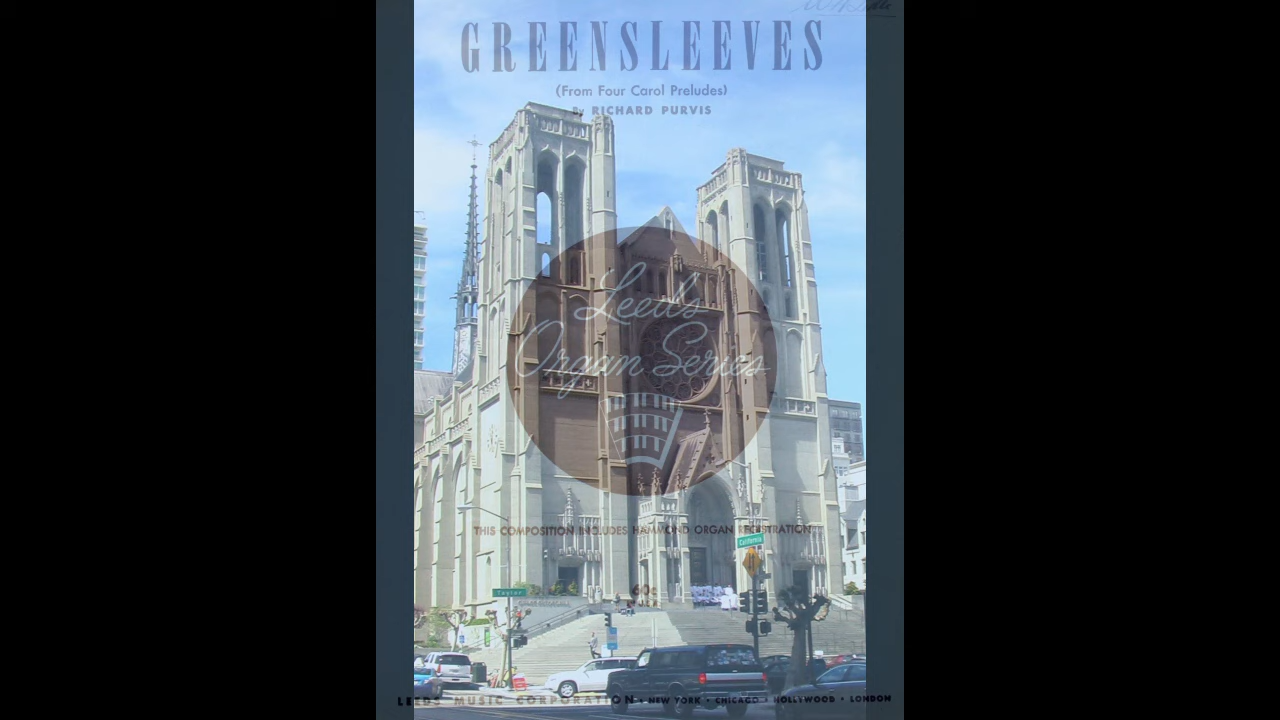 GREENSLEEVES
(From Four Carol Preludes)
By RICHARD PURVIS
Leeds
Organ Series
THIS COMPOSITION INCLUDES HAMMOND ORGAN REGISTRATION
California
60¢
Taylor
LEEDS MUSIC CORPORATION • NEW YORK • CHICAGO • HOLLYWOOD • LONDON